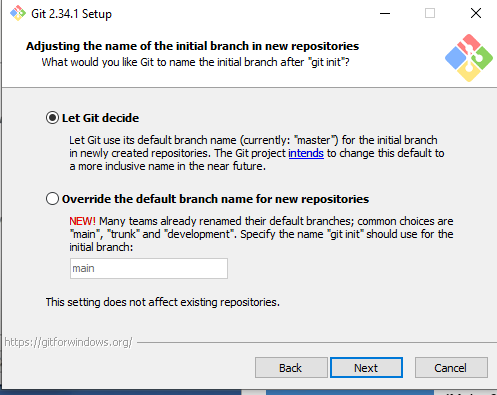 Git 2.34.1 Setup
Adjusting the name of the initial branch in new repositories
What would you like Git to name the initial branch after "git init"?
Let Git decide
Let Git use its default branch name (currently: "master") for the initial branch
in newly created repositories. The Git project intends to change this default to
a more inclusive name in the near future.
Override the default branch name for new repositories
NEW! Many teams already renamed their default branches; common choices are
"main", "trunk" and "development". Specify the name "git init" should use for the
initial branch:
main
This setting does not affect existing repositories.
https://gitforwindows.org/
Back Next Cancel